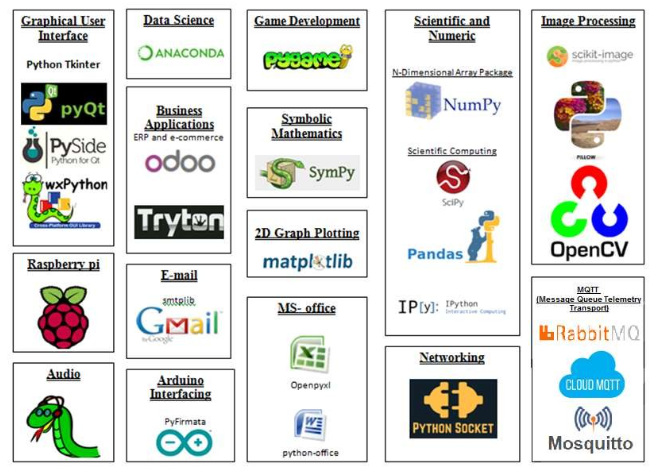 Graphical User
Interface
Python Tkinter
Qt
pyQt
PySide
Python for Qt
wxPython
Cross-Platform GUI Library
Raspberry pi
Audio
Data Science
ANACONDA
Business
Applications
ERP and e-commerce
odoo
Tryton
E-mail
smtplib
GMail
by Google
Arduino
Interfacing
PyFirmata
Game Development
pygame
Symbolic
Mathematics
SymPy
2D Graph Plotting
matplotlib
MS- office
Openpyxl
python-office
Scientific and
Numeric
N-Dimensional Array Package
NumPy
Scientific Computing
SciPy
Pandas
IP[y]: IPython
Interactive Computing
Networking
PYTHON SOCKET
Image Processing
scikit-image
PILLOW
OpenCV
MQTT
(Message Queue Telemetry
Transport)
RabbitMQ
CLOUD MQTT
Mosquitto